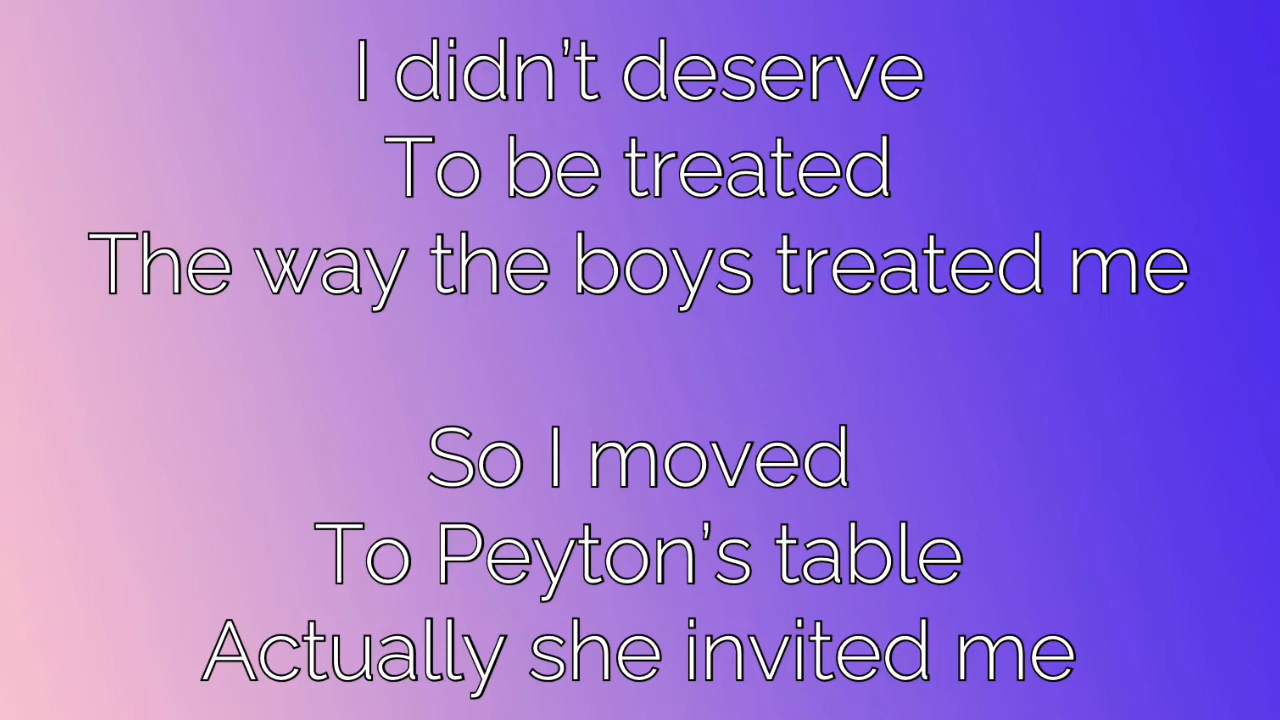 I didn’t deserve
To be treated
The way the boys treated me
So I moved
To Peyton’s table
Actually she invited me